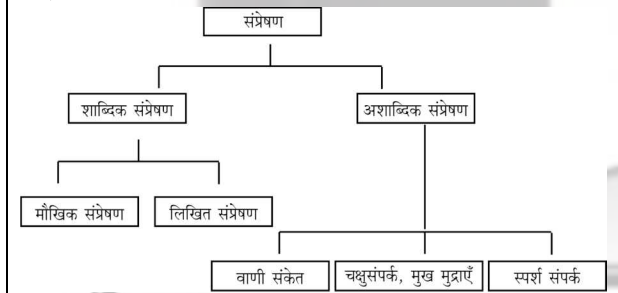 संप्रेषण
शाब्दिक संप्रेषण
अशाब्दिक संप्रेषण
मौखिक संप्रेषण
लिखित संप्रेषण
वाणी संकेत
चक्षुसंपर्क, मुख मुद्राएँ
स्पर्श संपर्क